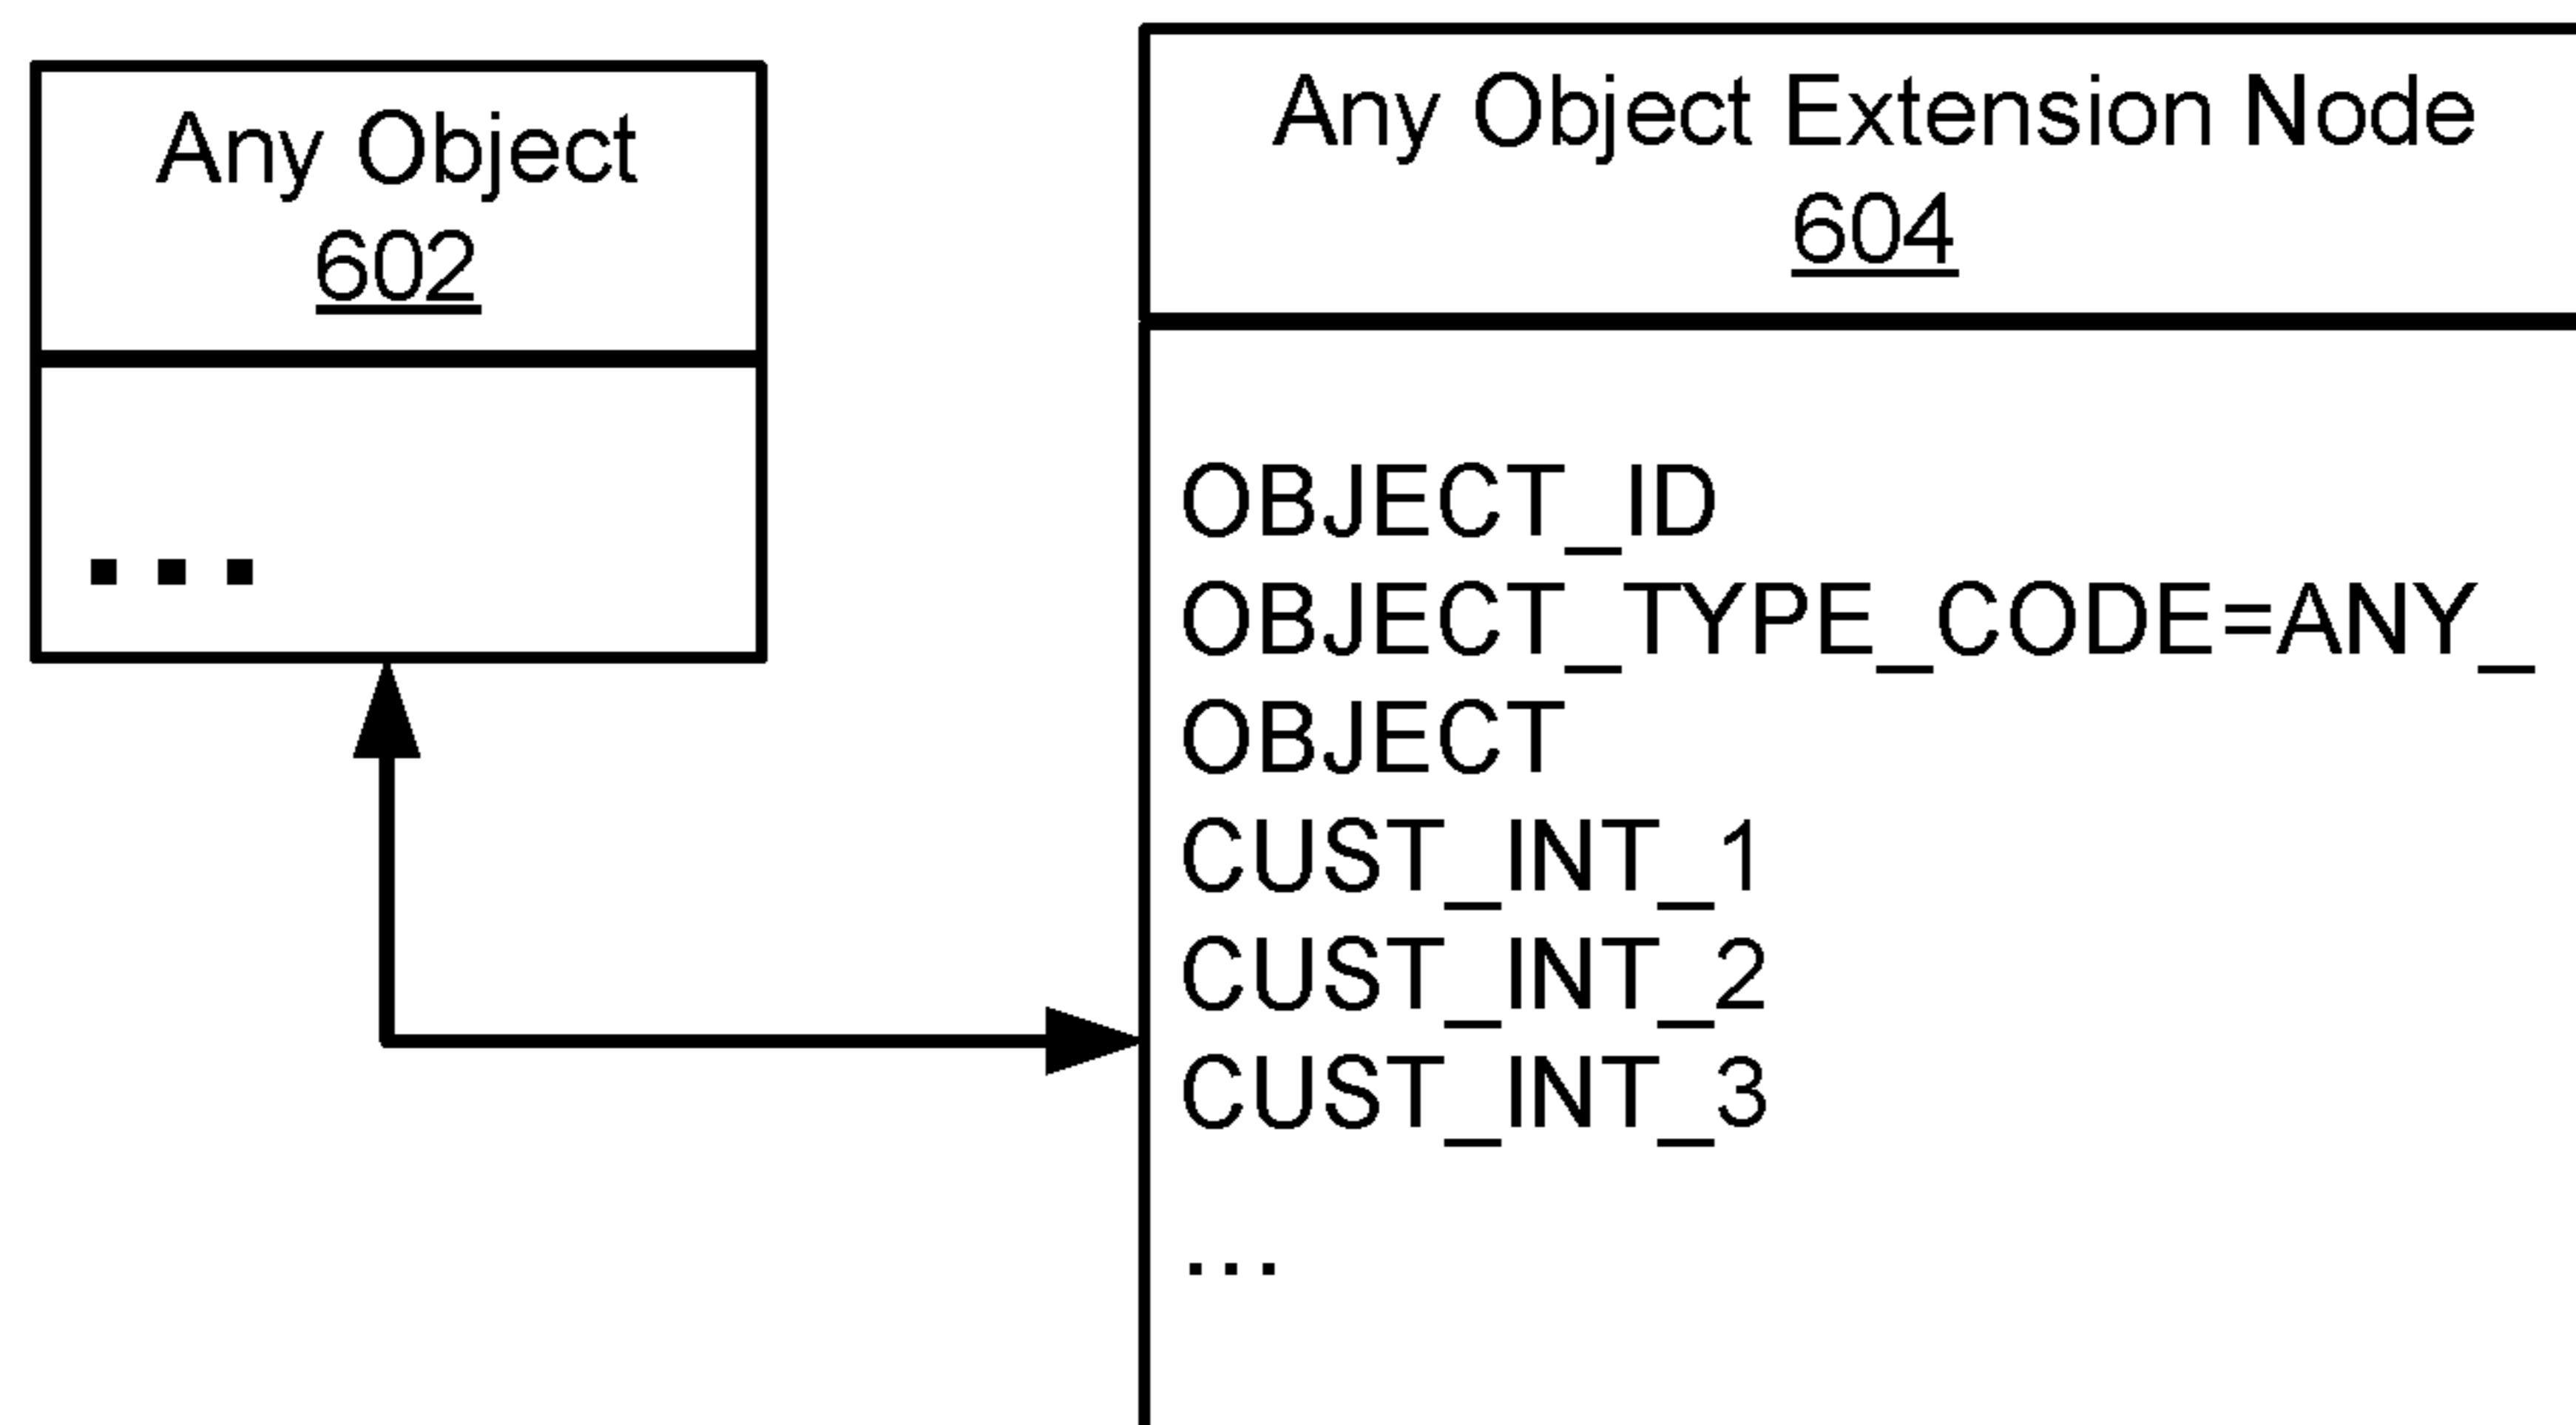 Any Object
602
...
Any Object Extension Node
604
OBJECT_ID
OBJECT_TYPE_CODE=ANY_
OBJECT
CUST_INT_1
CUST_INT_2
CUST_INT_3
...